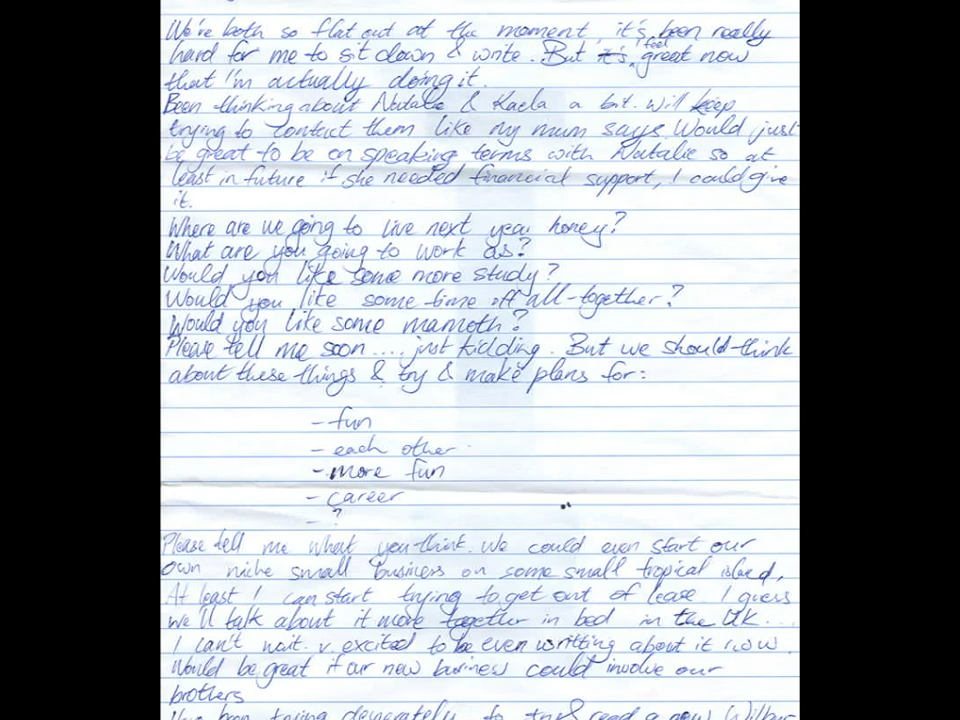 We're both so flat out at the moment, it's been really
hard for me to sit down & write. But it's feel great now
that I'm actually doing it.
Been thinking about Natalie & Kaela a bit. Will keep
trying to contact them like my mum says. Would just
be great to be on speaking terms with Natalie so at
least in future if she needed financial support, I could give
it.
Where are we going to live next year honey?
What are you going to work as?
Would you like some more study?
Would you like some time off all-together?
Would you like some mamoth?
Please tell me soon.... just kidding. But we should think
about these things & try & make plans for:
- fun
- each other
- more fun
- career
- ?
Please tell me what you think. We could even start our
own niche small business on some small tropical island.
At least I can start trying to get out of lease. I guess
we'll talk about it more together in bed in the UK...
I can't wait. v. excited to be even writting about it now.
Would be great if our new business could involve our
brothers
trying desperately to read a new Wilbur